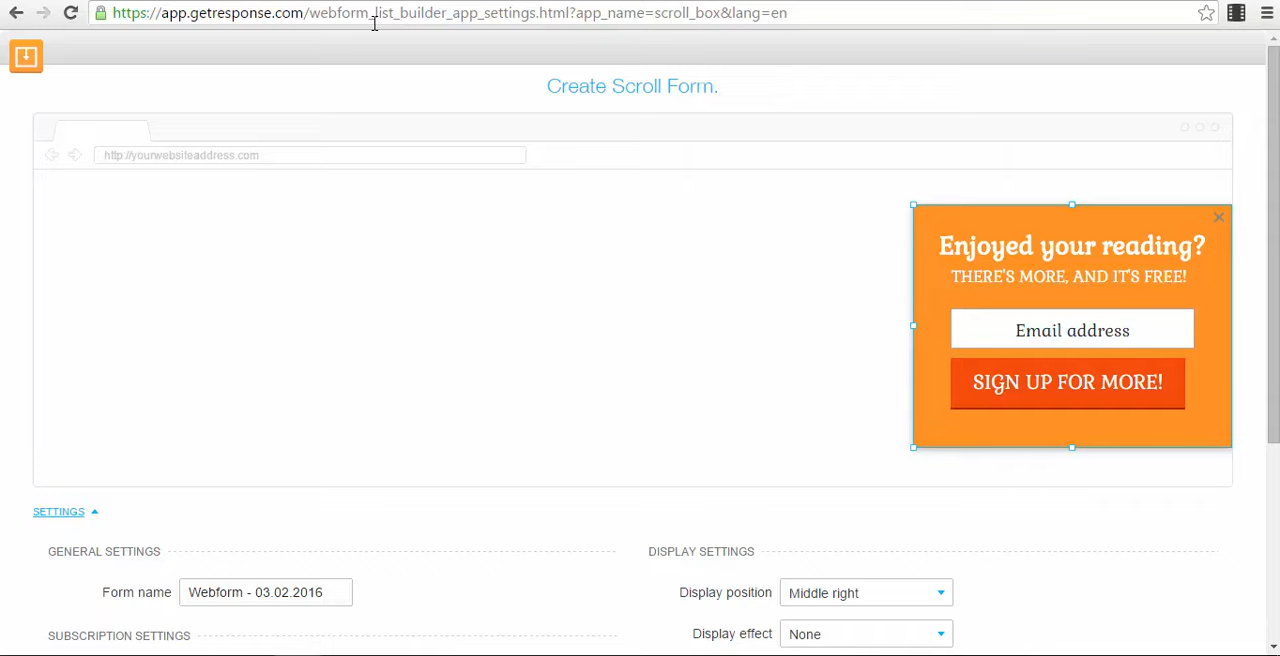 https://app.getresponse.com/webform_list_builder_app_settings.html?app_name=scroll_box&lang=en
Create Scroll Form.
http://yourwebsiteaddress.com
Enjoyed your reading?
THERE'S MORE, AND IT'S FREE!
Email address
SIGN UP FOR MORE!
SETTINGS
GENERAL SETTINGS
DISPLAY SETTINGS
Form name Webform - 03.02.2016
Display position Middle right
SUBSCRIPTION SETTINGS
Display effect None